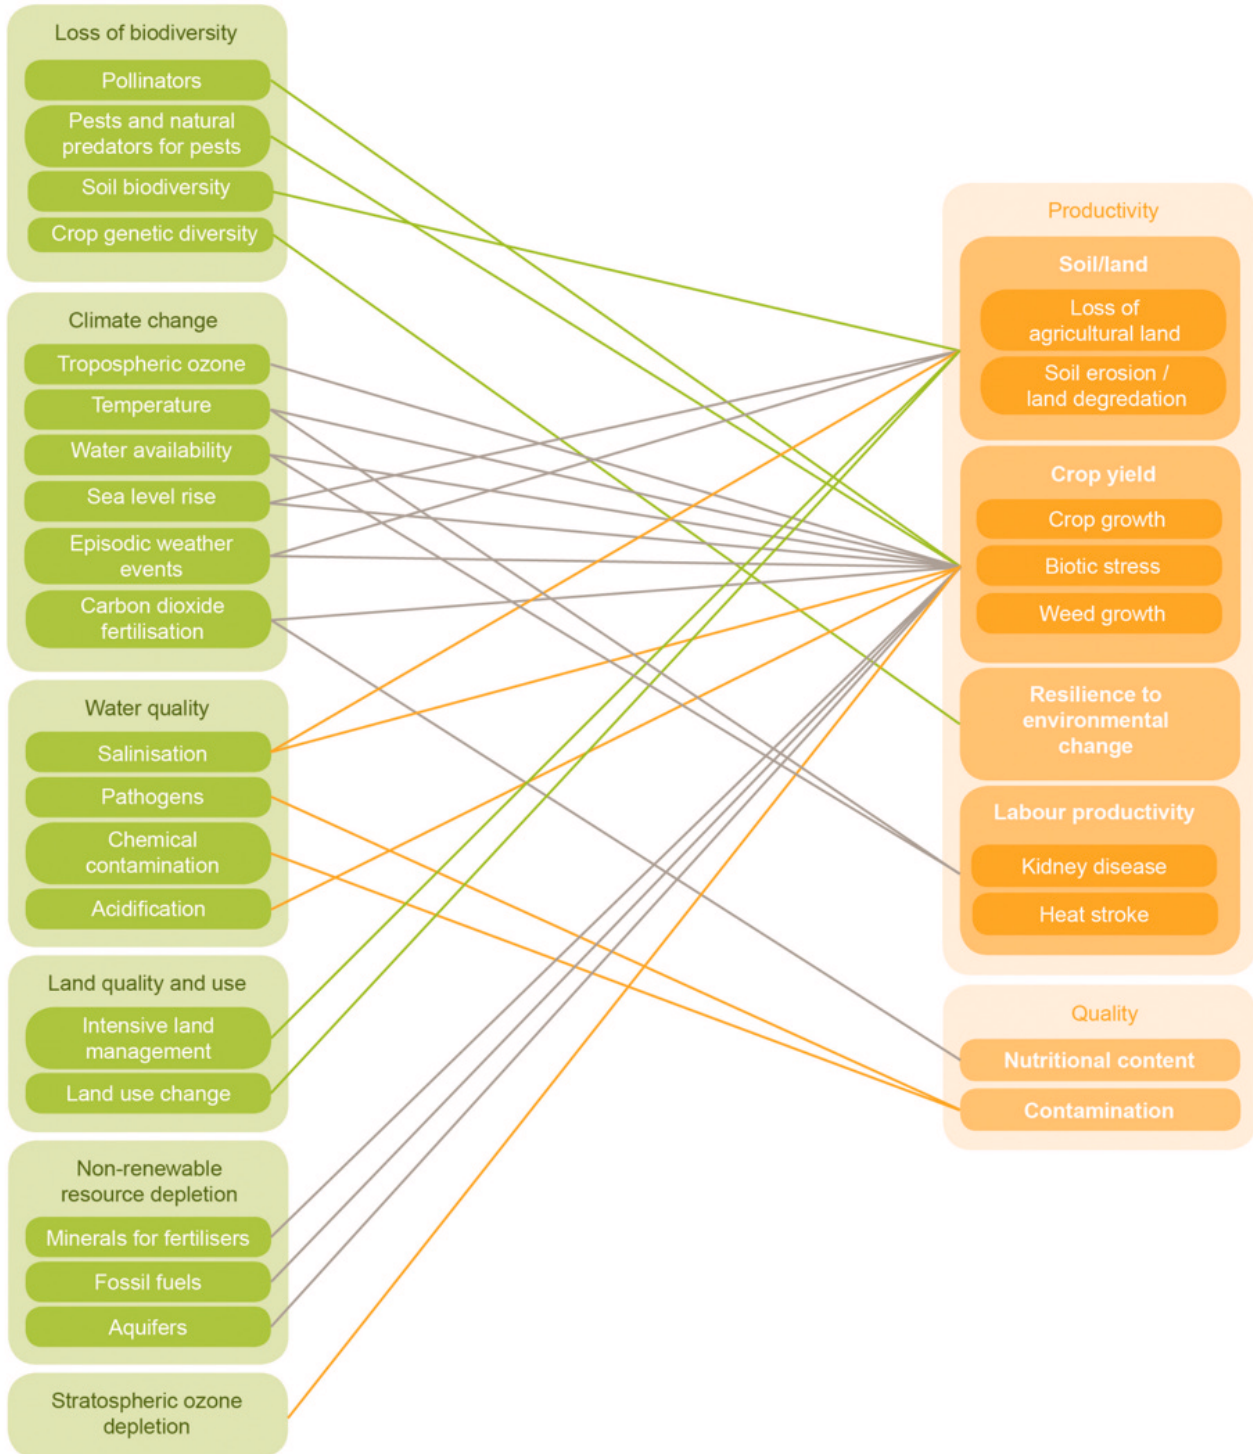 Loss of biodiversity
Pollinators
Pests and natural
predators for pests
Soil biodiversity
Crop genetic diversity
Climate change
Tropospheric ozone
Temperature
Water availability
Sea level rise
Episodic weather
events
Carbon dioxide
fertilisation
Water quality
Salinisation
Pathogens
Chemical
contamination
Acidification
Land quality and use
Intensive land
management
Land use change
Non-renewable
resource depletion
Minerals for fertilisers
Fossil fuels
Aquifers
Stratospheric ozone
depletion
Productivity
Soil/land
Loss of
agricultural land
Soil erosion /
land degredation
Crop yield
Crop growth
Biotic stress
Weed growth
Resilience to
environmental
change
Labour productivity
Kidney disease
Heat stroke
Quality
Nutritional content
Contamination